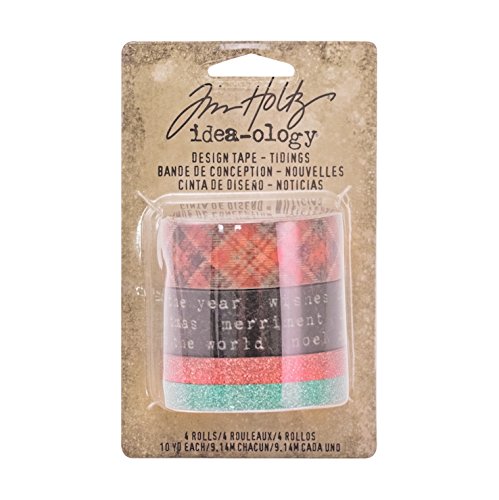 Tim Holtz
idea-ology
DESIGN TAPE - TIDINGS
BANDE DE CONCEPTION - NOUVELLES
CINTA DE DISEÑO - NOTICIAS
the year wishes
mas merriment
the world noel
4 ROLLS/4 ROULEAUX/4 ROLLOS
10 YD EACH/9.14M CHACUN/9.14M CADA UNO